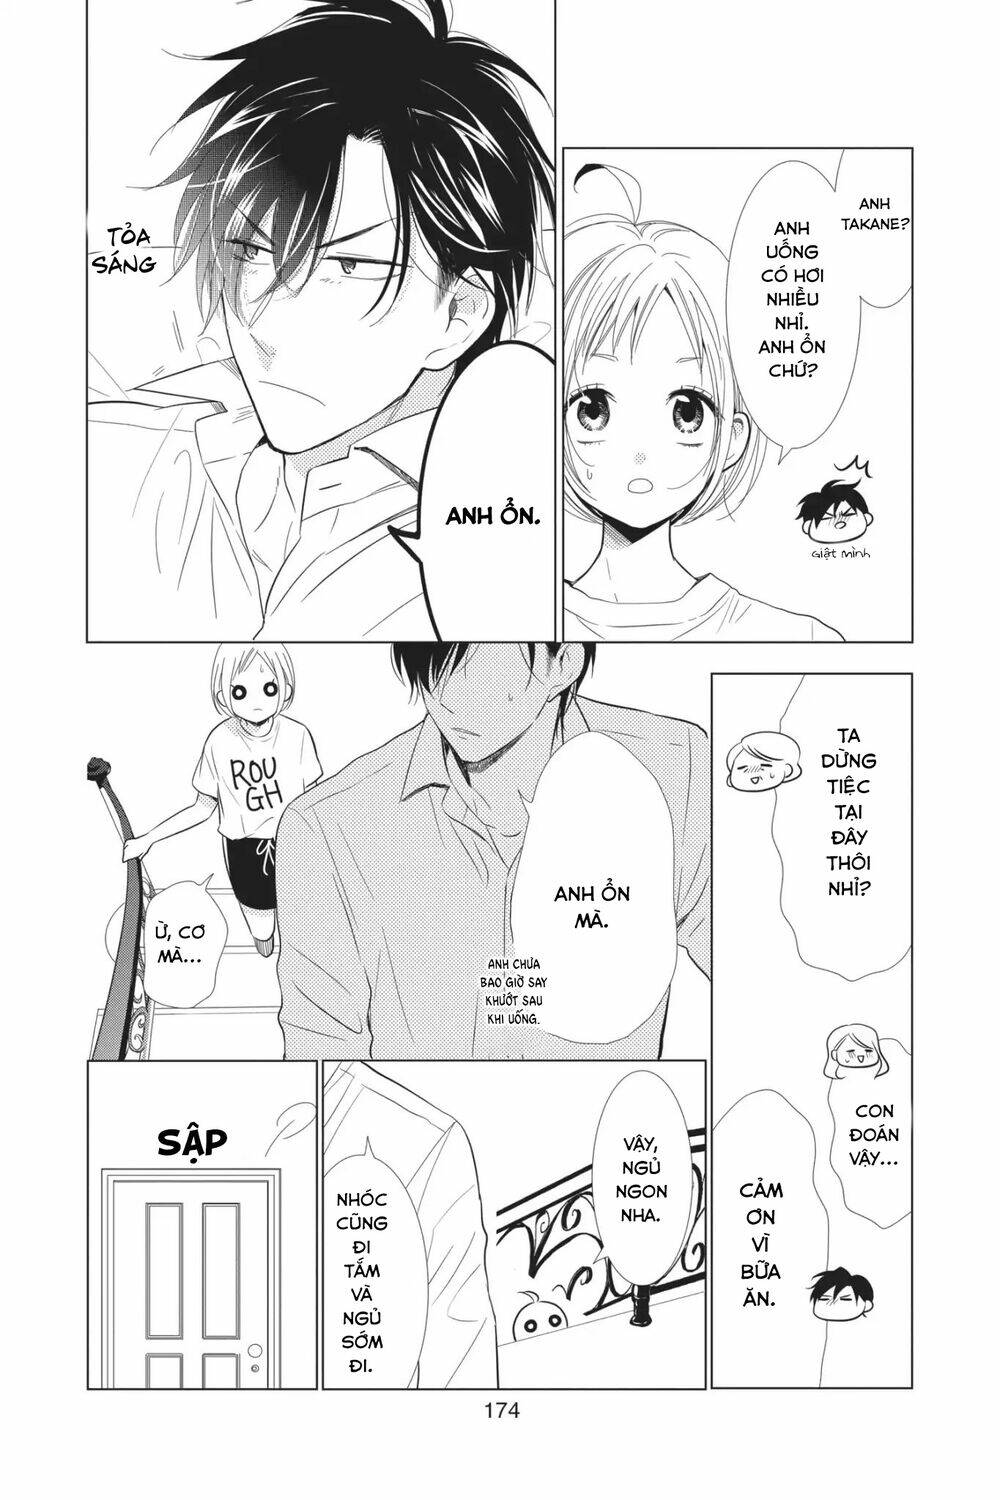 ANH
TAKANE?
ANH
UỐNG
CÓ HƠI
NHIỀU
NHỈ.
ANH ỔN
CHỨ?
GIẬT MÌNH
TỎA
SÁNG
ANH ỔN.
TA
DỪNG
TIỆC
TẠI
ĐÂY
THÔI
NHỈ?
CON
ĐOÁN
VẬY...
CẢM
ƠN
VÌ
BỮA
ĂN.
ANH ỔN
MÀ.
ANH CHƯA
BAO GIỜ SAY
KHƯỚT SAU
KHI UỐNG.
ROU
GH
Ừ, CƠ
MÀ...
VẬY,
NGỦ
NGON
NHA.
NHÓC
CŨNG
ĐI
TẮM
VÀ
NGỦ
SỚM
ĐI.
SẬP
174